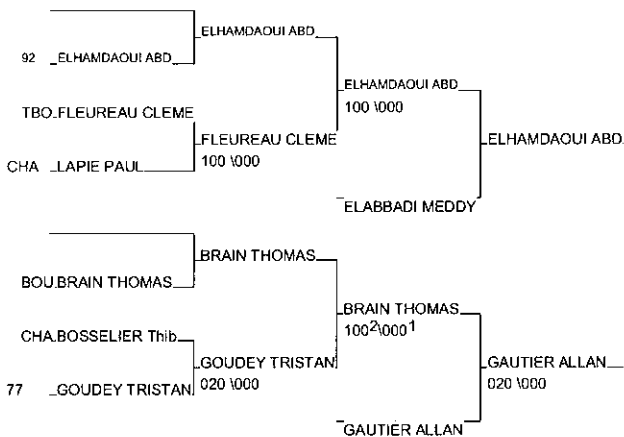 ELHAMDAOUI ABD
92 ELHAMDAOUI ABD
ELHAMDAOUI ABD
100 \000
TBO FLEUREAU CLEME
FLEUREAU CLEME
100 \000
ELHAMDAOUI ABD
CHA LAPIE PAUL
ELABBADI MEDDY
BRAIN THOMAS
BOU BRAIN THOMAS
BRAIN THOMAS
100² \000¹
CHA BOSSELIER Thib
GOUDEY TRISTAN
020 \000
GAUTIER ALLAN
020 \000
77 GOUDEY TRISTAN
GAUTIER ALLAN